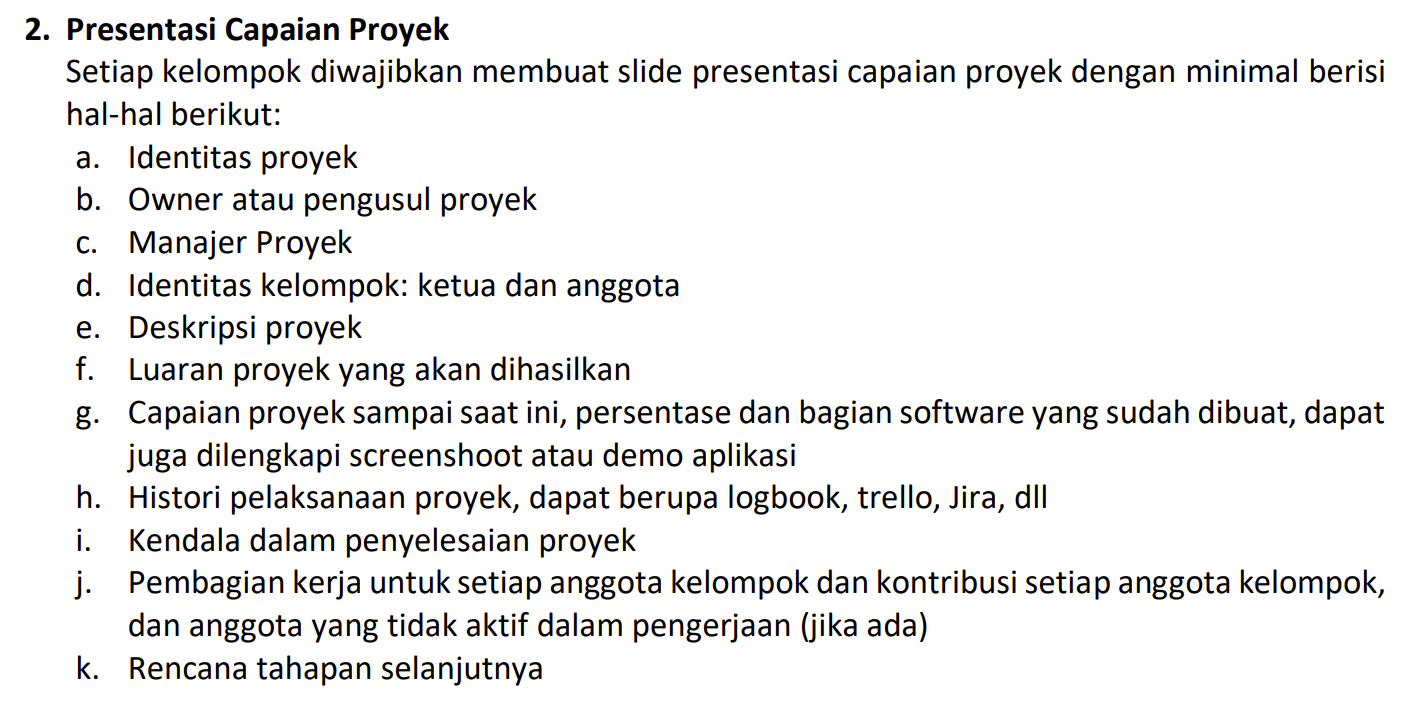 2. Presentasi Capaian Proyek
Setiap kelompok diwajibkan membuat slide presentasi capaian proyek dengan minimal berisi
hal-hal berikut:
a. Identitas proyek
b. Owner atau pengusul proyek
c. Manajer Proyek
d. Identitas kelompok: ketua dan anggota
e. Deskripsi proyek
f. Luaran proyek yang akan dihasilkan
g. Capaian proyek sampai saat ini, persentase dan bagian software yang sudah dibuat, dapat
juga dilengkapi screenshoot atau demo aplikasi
h. Histori pelaksanaan proyek, dapat berupa logbook, trello, Jira, dll
i. Kendala dalam penyelesaian proyek
j. Pembagian kerja untuk setiap anggota kelompok dan kontribusi setiap anggota kelompok,
dan anggota yang tidak aktif dalam pengerjaan (jika ada)
k. Rencana tahapan selanjutnya